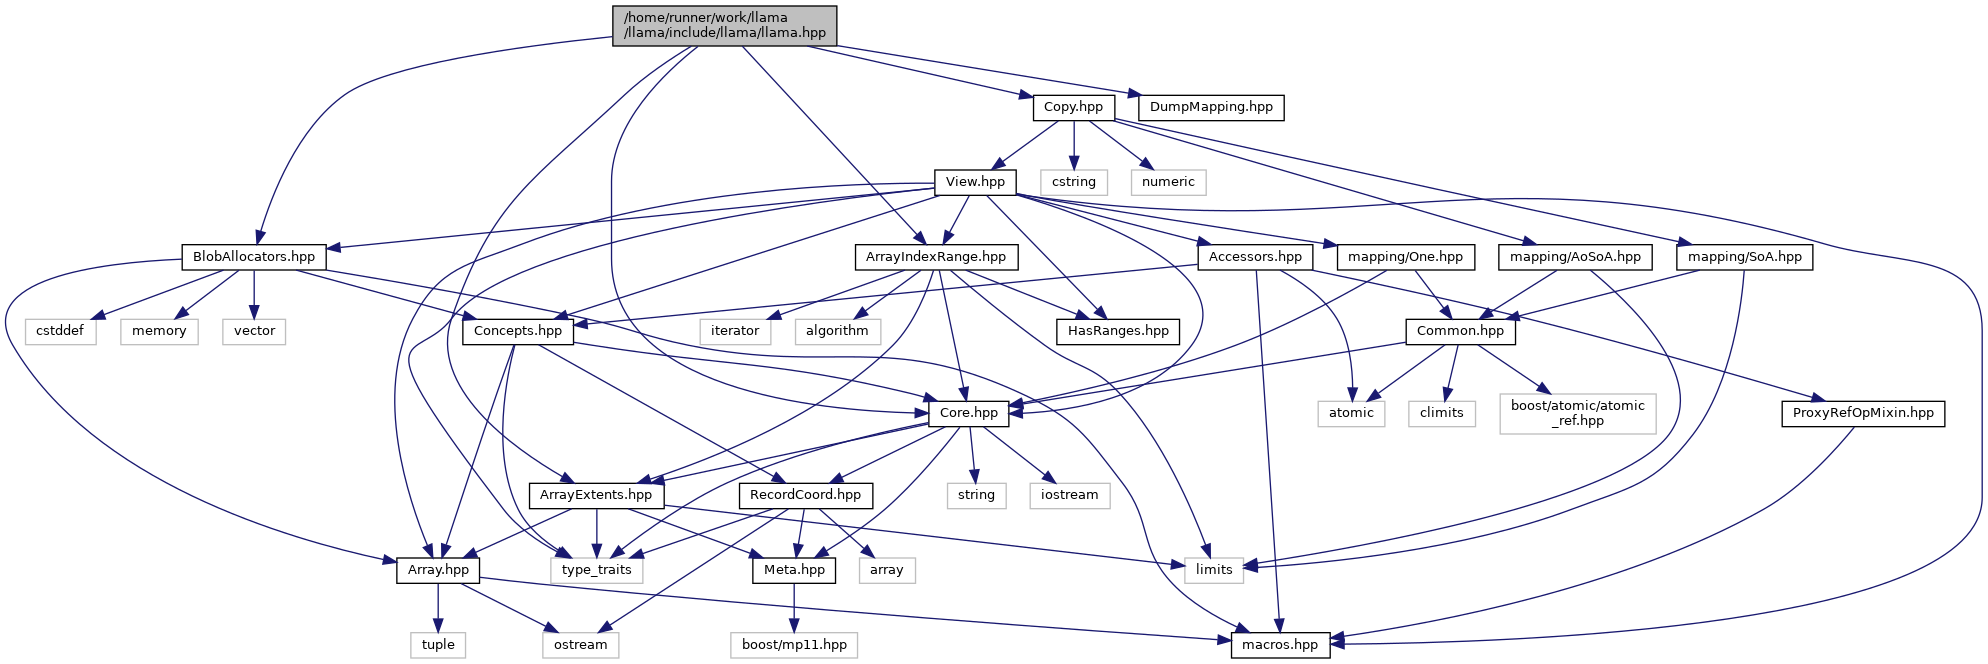 /home/runner/work/llama
/llama/include/llama/llama.hpp
Copy.hpp
DumpMapping.hpp
View.hpp
cstring
numeric
BlobAllocators.hpp
ArrayIndexRange.hpp
Accessors.hpp
mapping/One.hpp
mapping/AoSoA.hpp
mapping/SoA.hpp
cstddef
memory
vector
Concepts.hpp
iterator
algorithm
HasRanges.hpp
Common.hpp
Core.hpp
atomic
climits
boost/atomic/atomic
_ref.hpp
ProxyRefOpMixin.hpp
ArrayExtents.hpp
RecordCoord.hpp
string
iostream
Array.hpp
type_traits
Meta.hpp
array
limits
tuple
ostream
boost/mp11.hpp
macros.hpp